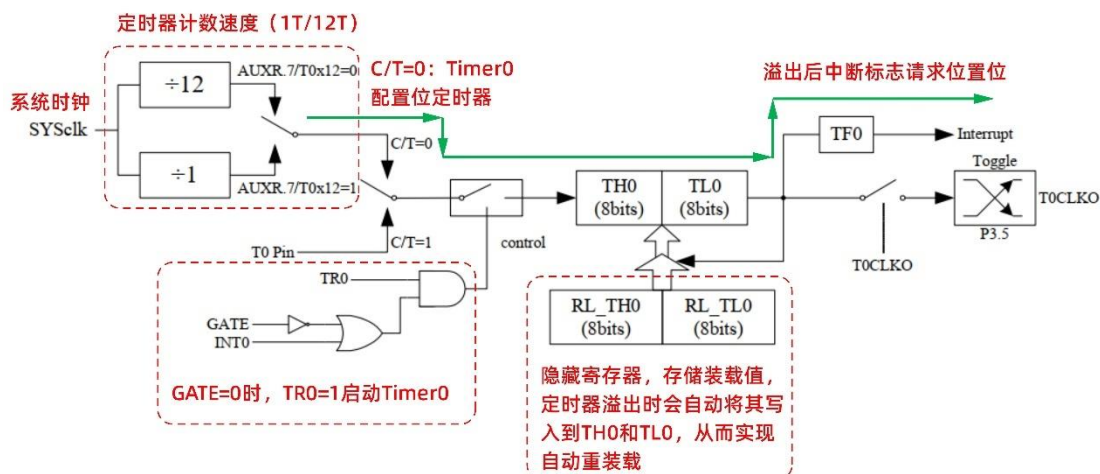 定时器计数速度（1T/12T）
AUXR.7/T0x12=0
÷12
系统时钟
SYSclk
÷1
AUXR.7/T0x12=1
C/T=0：Timer0
配置位定时器
C/T=0
溢出后中断标志请求位置位
TF0
Interrupt
Toggle
T0CLKO
P3.5
TH0
(8bits)
TL0
(8bits)
T0 Pin
C/T=1
control
T0CLKO
TR0
GATE
INT0
GATE=0时，TR0=1启动Timer0
RL_TH0
(8bits)
RL_TL0
(8bits)
隐藏寄存器，存储装载值，
定时器溢出时会自动将其写
入到TH0和TL0，从而实现
自动重装载